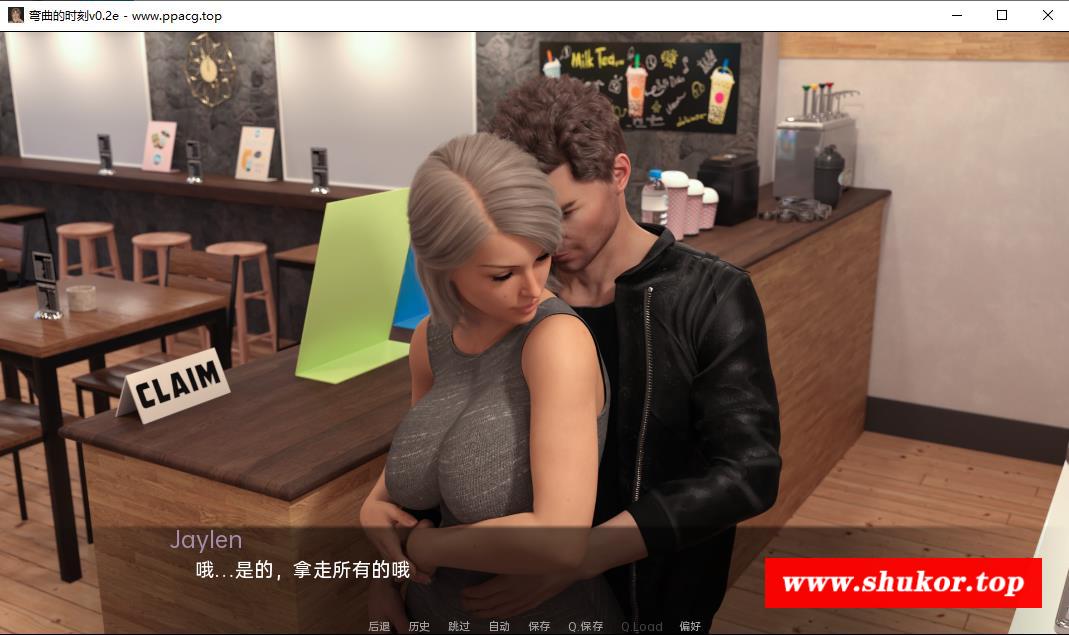 弯曲的时刻v0.2e - www.ppacg.top
Milk Tea
CLAIM
Jaylen
哦...是的，拿走所有的哦
www.shukor.top
后退 历史 跳过 自动 保存 Q.保存 Q.Load 偏好